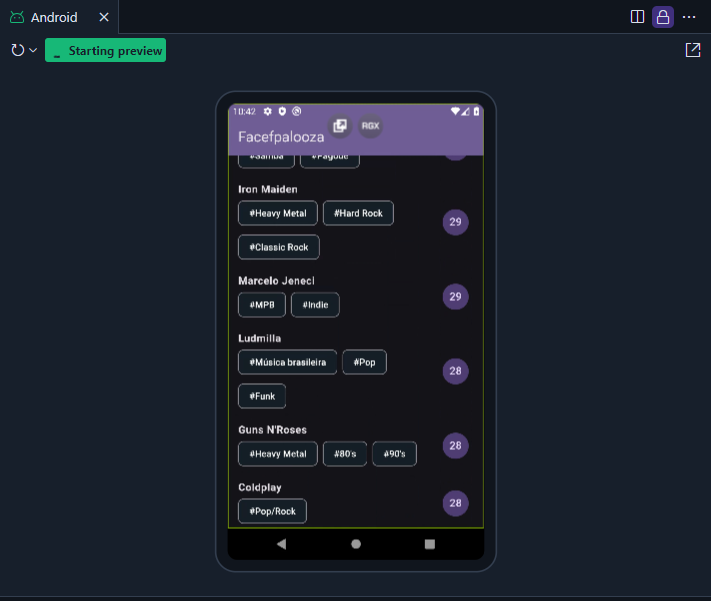 Android
Starting preview
10:42
Facefpalooza
RGX
#Samba #Pagode
Iron Maiden
#Heavy Metal #Hard Rock
29
#Classic Rock
Marcelo Jeneci
#MPB #Indie
29
Ludmilla
#Música brasileira #Pop
28
#Funk
Guns N'Roses
#Heavy Metal #80's #90's
28
Coldplay
#Pop/Rock
28